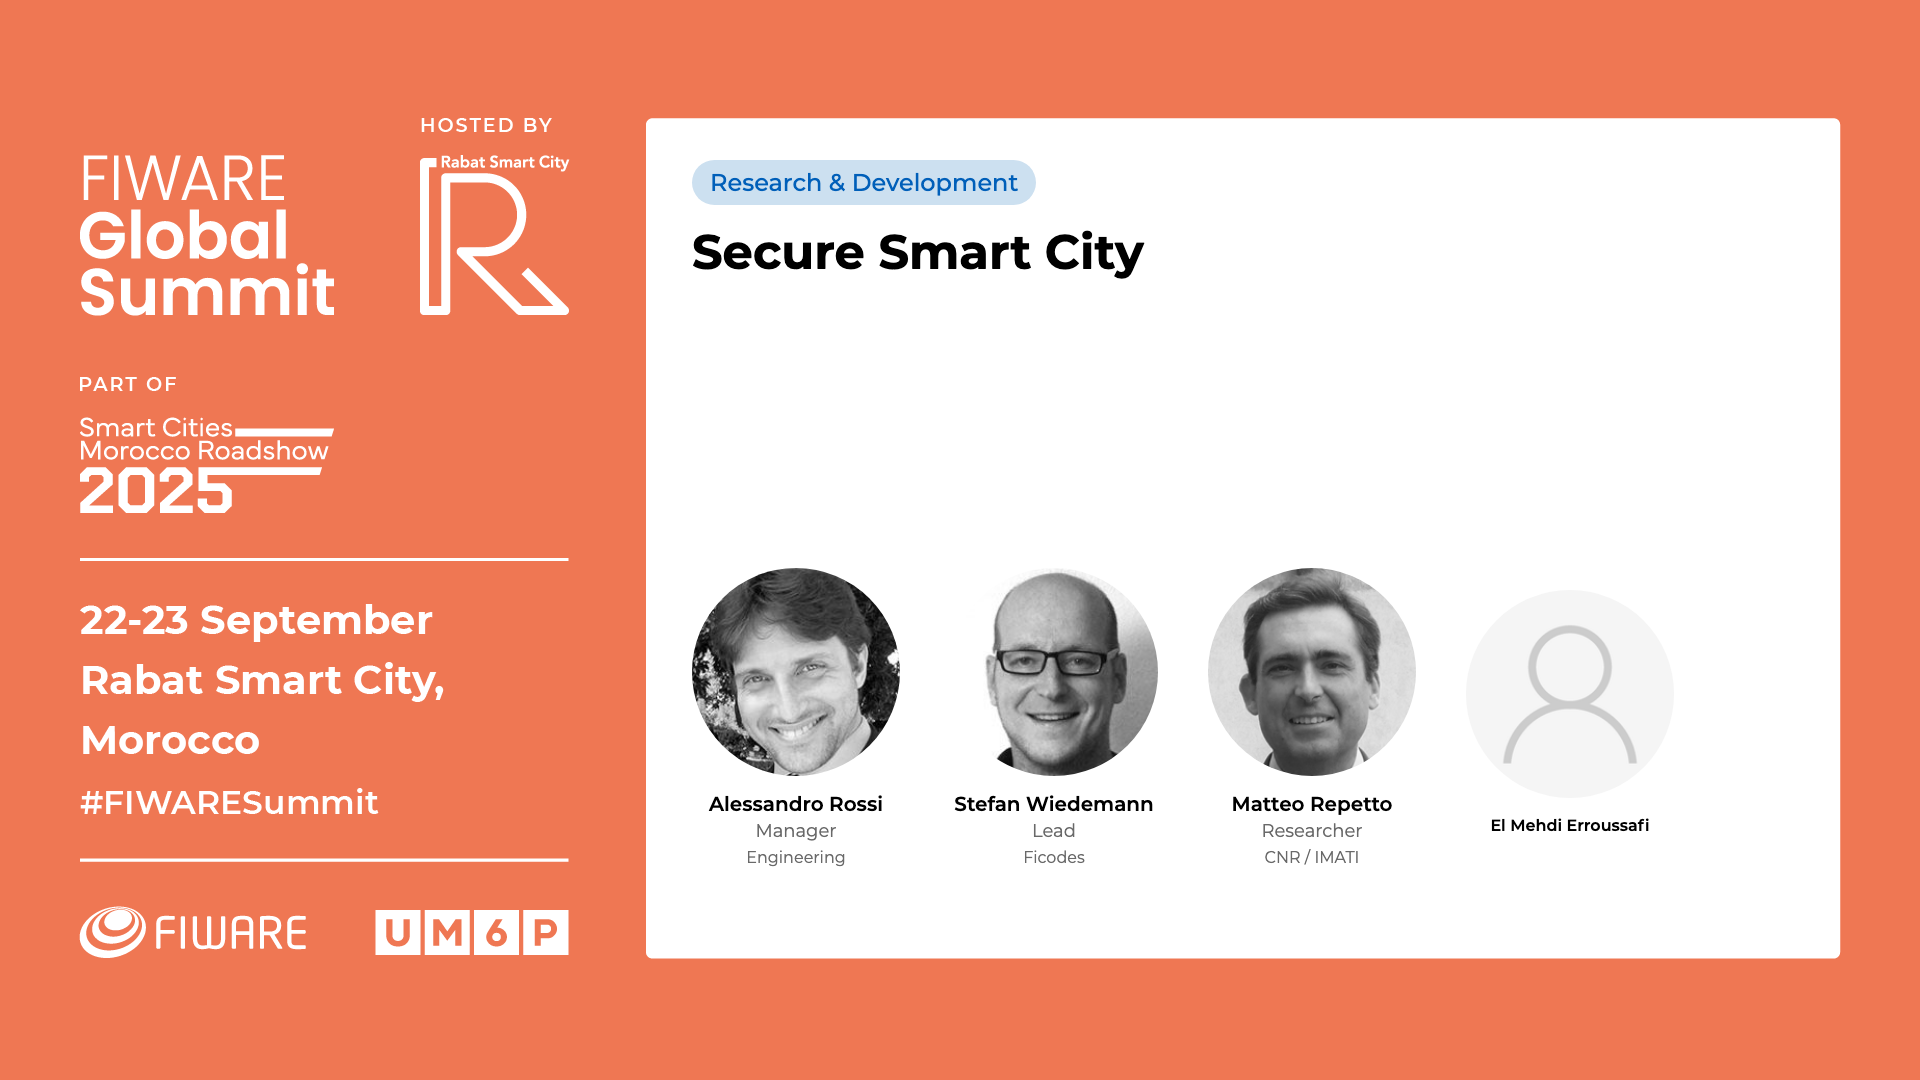 FIWARE
Global
Summit
HOSTED BY
Rabat Smart City
R
PART OF
Smart Cities
Morocco Roadshow
2025
22-23 September
Rabat Smart City,
Morocco
#FIWARESummit
FIWARE
UM6P
Research & Development
Secure Smart City
Alessandro Rossi
Manager
Engineering
Stefan Wiedemann
Lead
Ficodes
Matteo Repetto
Researcher
CNR / IMATI
El Mehdi Erroussafi